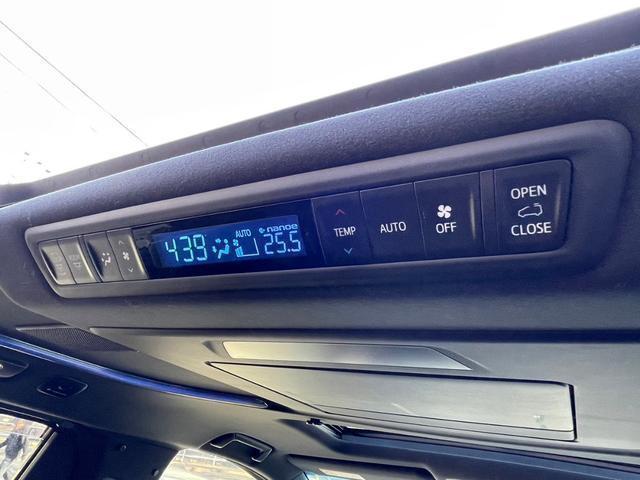 4:39
AUTO
nanoe
25.5
TEMP
AUTO
OFF
OPEN
CLOSE